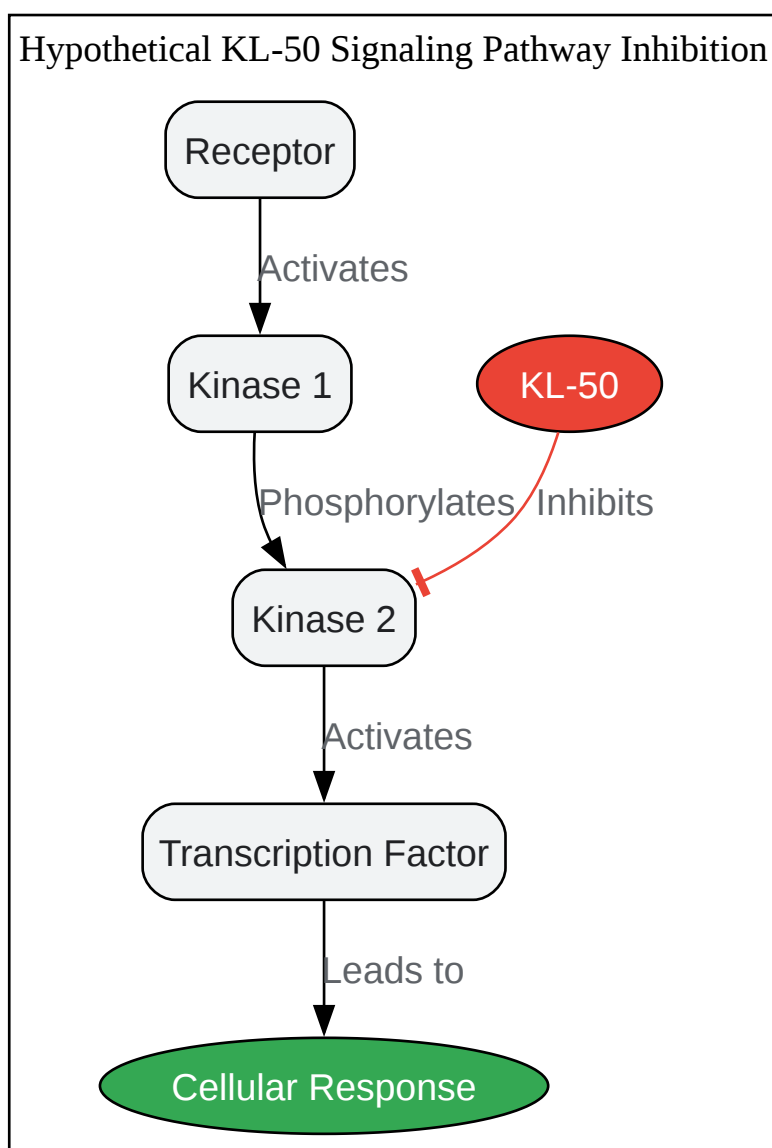 Hypothetical KL-50 Signaling Pathway Inhibition
Receptor
Activates
Kinase 1
KL-50
Phosphorylates
Inhibits
Kinase 2
Activates
Transcription Factor
Leads to
Cellular Response